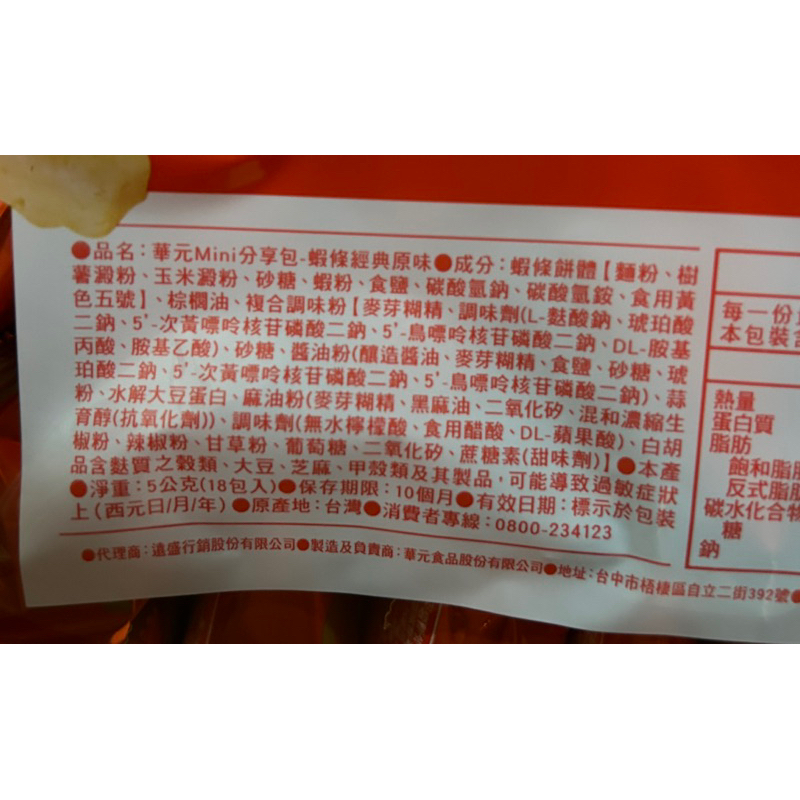 ●品名：華元Mini分享包-蝦條經典原味●成分：蝦條餅體【麵粉、樹
薯澱粉、玉米澱粉、砂糖、蝦粉、食鹽、碳酸氫鈉、碳酸氫銨、食用黃
色五號】、棕櫚油、複合調味粉【麥芽糊精、調味劑(L-麩酸鈉、琥珀酸
二鈉、5'-次黃嘌呤核苷磷酸二鈉、5'-鳥嘌呤核苷磷酸二鈉、DL-胺基
丙酸、胺基乙酸)、砂糖、醬油粉(釀造醬油、麥芽糊精、食鹽、砂糖、琥
珀酸二鈉、5'-次黃嘌呤核苷磷酸二鈉、5'-鳥嘌呤核苷磷酸二鈉)、蒜
粉、水解大豆蛋白、麻油粉(麥芽糊精、黑麻油、二氧化矽、混和濃縮生
育醇(抗氧化劑))、調味劑(無水檸檬酸、食用醋酸、DL-蘋果酸)、白胡
椒粉、辣椒粉、甘草粉、葡萄糖、二氧化矽、蔗糖素(甜味劑)】●本產
品含麩質之穀類、大豆、芝麻、甲殼類及其製品，可能導致過敏症狀
●淨重：5公克(18包入)●保存期限：10個月●有效日期：標示於包裝
上(西元日/月/年)●原產地：台灣●消費者專線：0800-234123
●代理商：遠盛行銷股份有限公司●製造及負責商：華元食品股份有限公司●地址：台中市梧棲區自立二街392號●
每一份
本包裝含
熱量
蛋白質
脂肪
飽和脂肪
反式脂肪
碳水化合物
糖
鈉